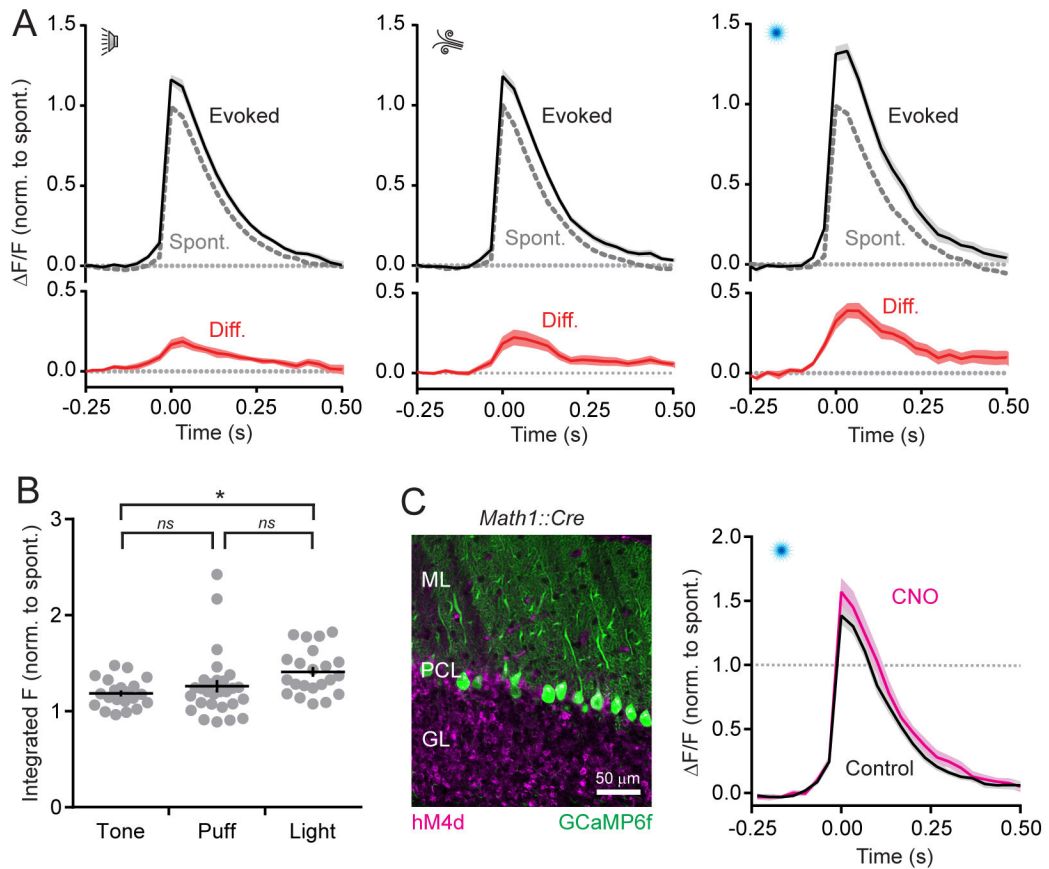 A
ΔF/F (norm. to spont.)
1.5
1.0
0.5
0.0
Evoked
Spont.
0.5
0.0
Diff.
-0.25 0.00 0.25 0.50
Time (s)
1.5
1.0
0.5
0.0
Evoked
Spont.
0.5
0.0
Diff.
-0.25 0.00 0.25 0.50
Time (s)
1.5
1.0
0.5
0.0
Evoked
Spont.
0.5
0.0
Diff.
-0.25 0.00 0.25 0.50
Time (s)
B
Integrated F (norm. to spont.)
3
2
1
0
*
ns ns
Tone Puff Light
C
Math1::Cre
ML
PCL
GL
50 μm
hM4d GCaMP6f
ΔF/F (norm. to spont.)
2.0
1.5
1.0
0.5
0.0
CNO
Control
-0.25 0.00 0.25 0.50
Time (s)